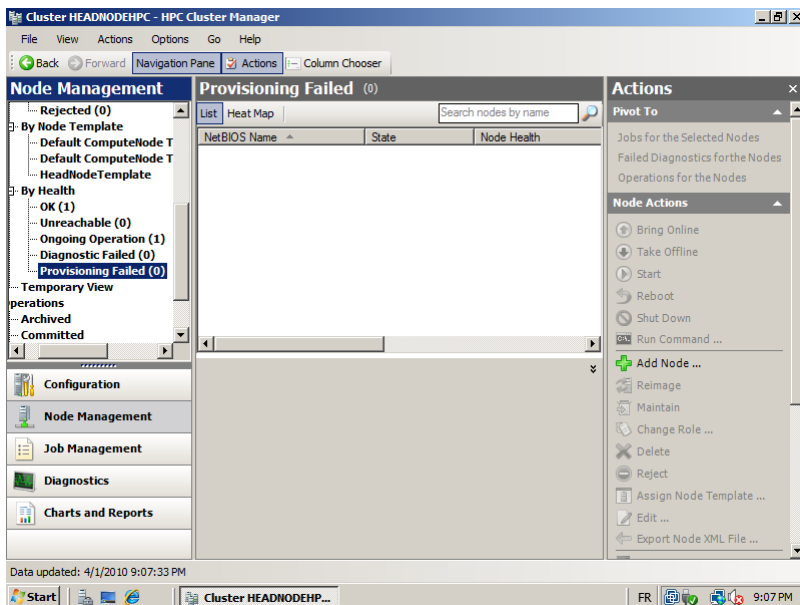 Cluster HEADNODEHPC - HPC Cluster Manager
File View Actions Options Go Help
Back Forward Navigation Pane Actions Column Chooser
Node Management
Rejected (0)
By Node Template
Default ComputeNode T
Default ComputeNode T
HeadNodeTemplate
By Health
OK (1)
Unreachable (0)
Ongoing Operation (1)
Diagnostic Failed (0)
Provisioning Failed (0)
Temporary View
perations
Archived
Committed
Configuration
Node Management
Job Management
Diagnostics
Charts and Reports
Provisioning Failed (0)
List Heat Map Search nodes by name
NetBIOS Name State Node Health
Actions
Pivot To
Jobs for the Selected Nodes
Failed Diagnostics forthe Nodes
Operations for the Nodes
Node Actions
Bring Online
Take Offline
Start
Reboot
Shut Down
Run Command ...
Add Node ...
Reimage
Maintain
Change Role ...
Delete
Reject
Assign Node Template ...
Edit ...
Export Node XML File ...
Data updated: 4/1/2010 9:07:33 PM
Start Cluster HEADNODEHP... FR 9:07 PM